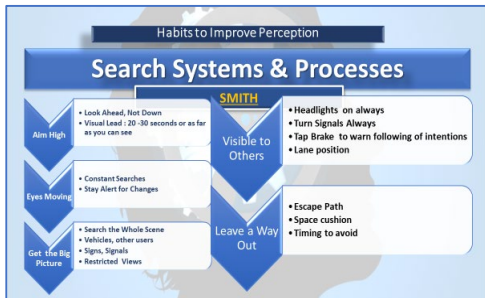 Habits to Improve Perception
Search Systems & Processes
SMITH
Aim High
• Look Ahead, Not Down
• Visual Lead : 20 -30 seconds or as far
as you can see
Eyes Moving
• Constant Searches
• Stay Alert for Changes
Get the Big
Picture
• Search the Whole Scene
• Vehicles, other users
• Signs, Signals
• Restricted Views
Visible to
Others
• Headlights on always
• Turn Signals Always
• Tap Brake to warn following of intentions
• Lane position
Leave a Way
Out
• Escape Path
• Space cushion
• Timing to avoid